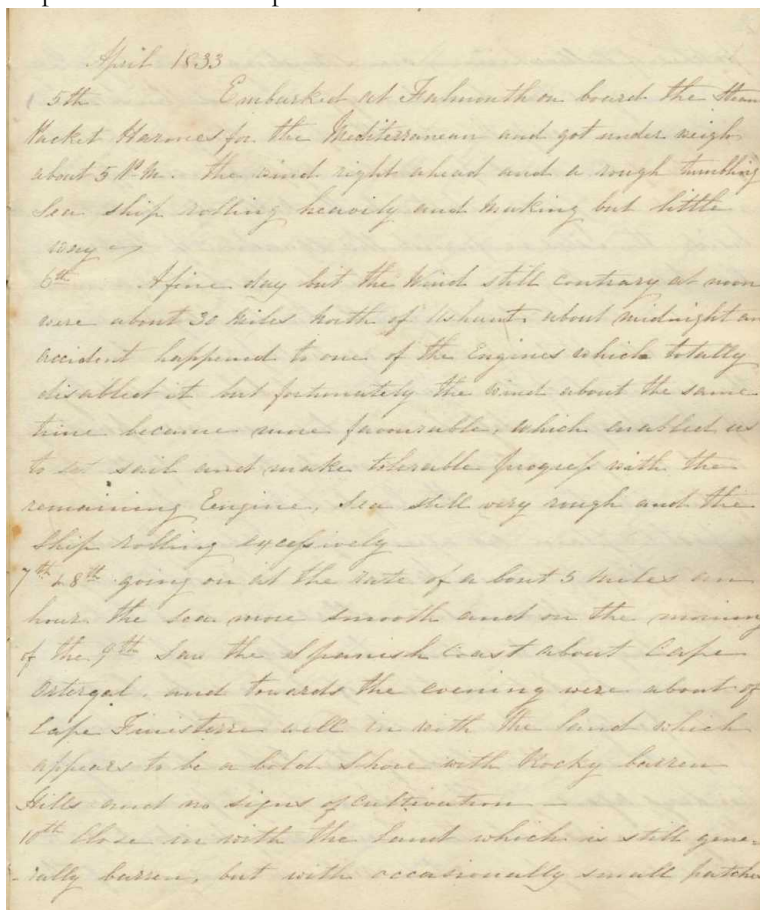 April 1833
5th Embarked at Falmouth on board the Steam
Packet Hermes for the Mediterranean and got under weigh
about 5 P.M. the wind right ahead and a rough tumbling
Sea ship rolling heavily and making but little
way
6th A fine day but the Wind still contrary at noon
were about 30 Miles North of Ushant, about midnight an
accident happened to one of the Engines which totally
disabled it but fortunately the wind about the same
time became more favourable, which enabled us
to set sail and make tolerable progress with the
remaining Engine, Sea still very rough and the
Ship rolling excessively
7th & 8th going on at the rate of about 5 miles an
hour the sea more smooth and on the morning
of the 9th Saw the Spanish Coast about Cape
Ortergal. and towards the evening were about off
Cape Finisterre well in with the land which
appears to be a bold Shore with Rocky barren
Hills and no signs of cultivation
10th Close in with the land which is still gene-
-rally barren, but with occasionally small patches